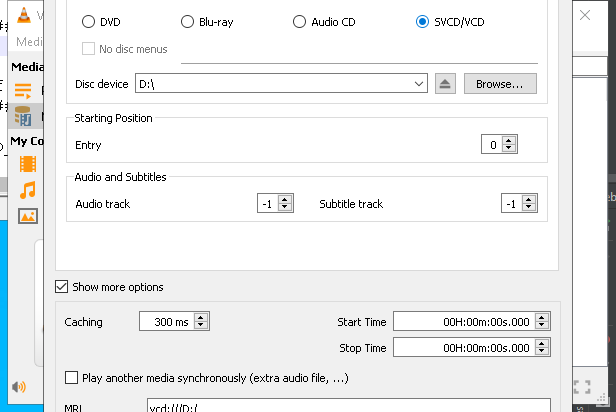 DVD Blu-ray Audio CD SVCD/VCD
No disc menus
Disc device D:\ Browse...
Starting Position
Entry 0
Audio and Subtitles
Audio track -1 Subtitle track -1
Show more options
Caching 300 ms Start Time 00H:00m:00s.000
Stop Time 00H:00m:00s.000
Play another media synchronously (extra audio file, ...)
MRL vcd:///D:/
Media
Media
My Co